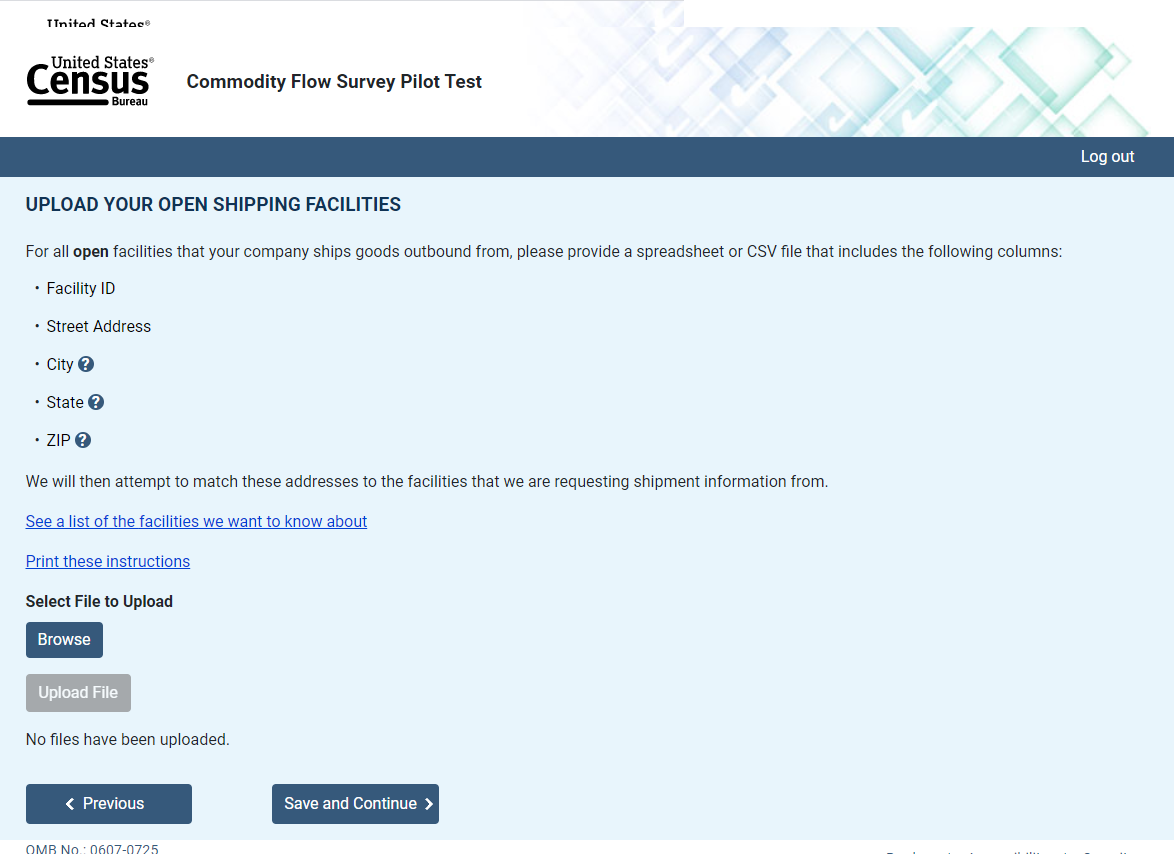 United States®
United States®
Census
Bureau
Commodity Flow Survey Pilot Test
Log out
UPLOAD YOUR OPEN SHIPPING FACILITIES
For all open facilities that your company ships goods outbound from, please provide a spreadsheet or CSV file that includes the following columns:
• Facility ID
• Street Address
• City ?
• State ?
• ZIP ?
We will then attempt to match these addresses to the facilities that we are requesting shipment information from.
See a list of the facilities we want to know about
Print these instructions
Select File to Upload
Browse
Upload File
No files have been uploaded.
Previous
Save and Continue
OMB No.: 0607-0725